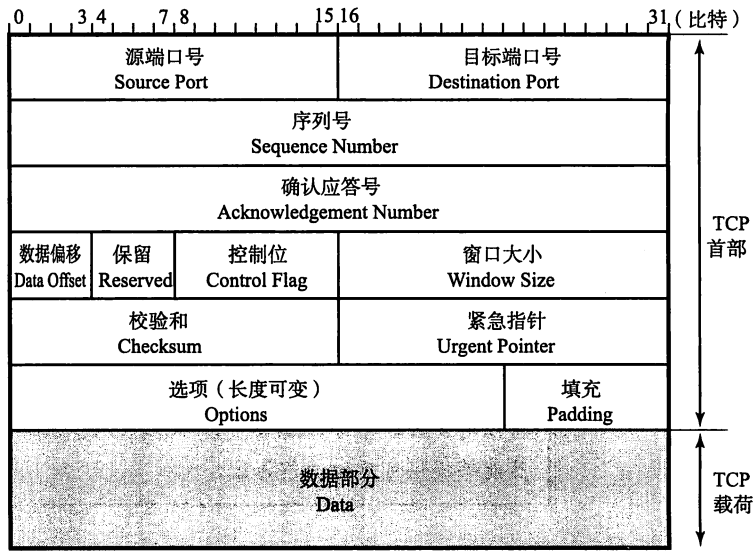 0 3 4 7 8 15 16 31 (比特)
源端口号 目标端口号
Source Port Destination Port
序列号
Sequence Number
确认应答号
Acknowledgement Number
数据偏移 保留 控制位 窗口大小
Data Offset Reserved Control Flag Window Size
校验和 紧急指针
Checksum Urgent Pointer
选项（长度可变） 填充
Options Padding
TCP
首部
数据部分
Data
TCP
载荷